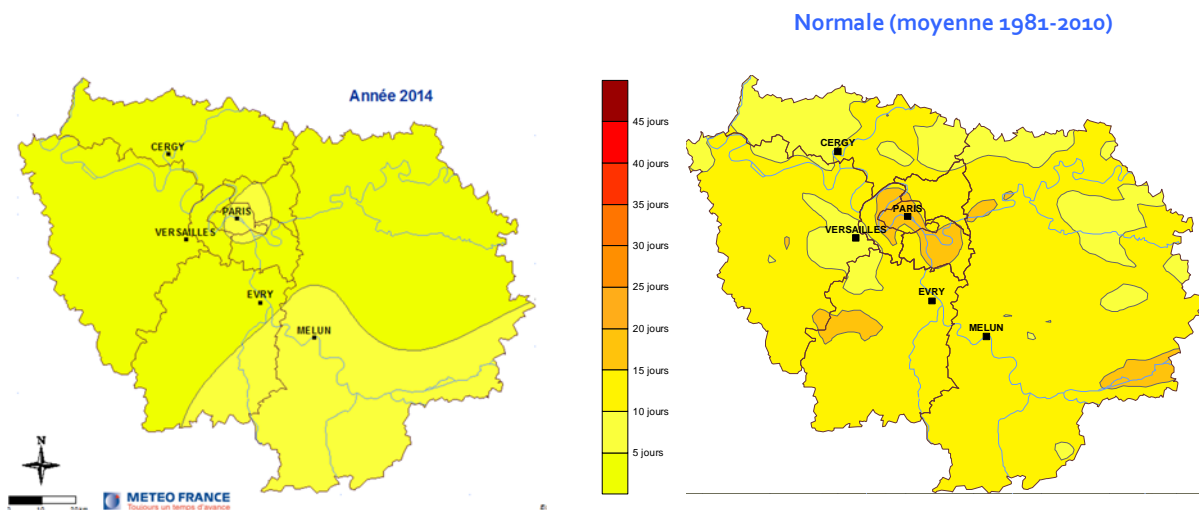 Normale (moyenne 1981-2010)
Année 2014
CERGY
PARIS
VERSAILLES
EVRY
MELUN
N
METEO FRANCE
Toujours un temps d'avance
45 jours
40 jours
35 jours
30 jours
25 jours
20 jours
15 jours
10 jours
5 jours
CERGY
PARIS
VERSAILLES
EVRY
MELUN